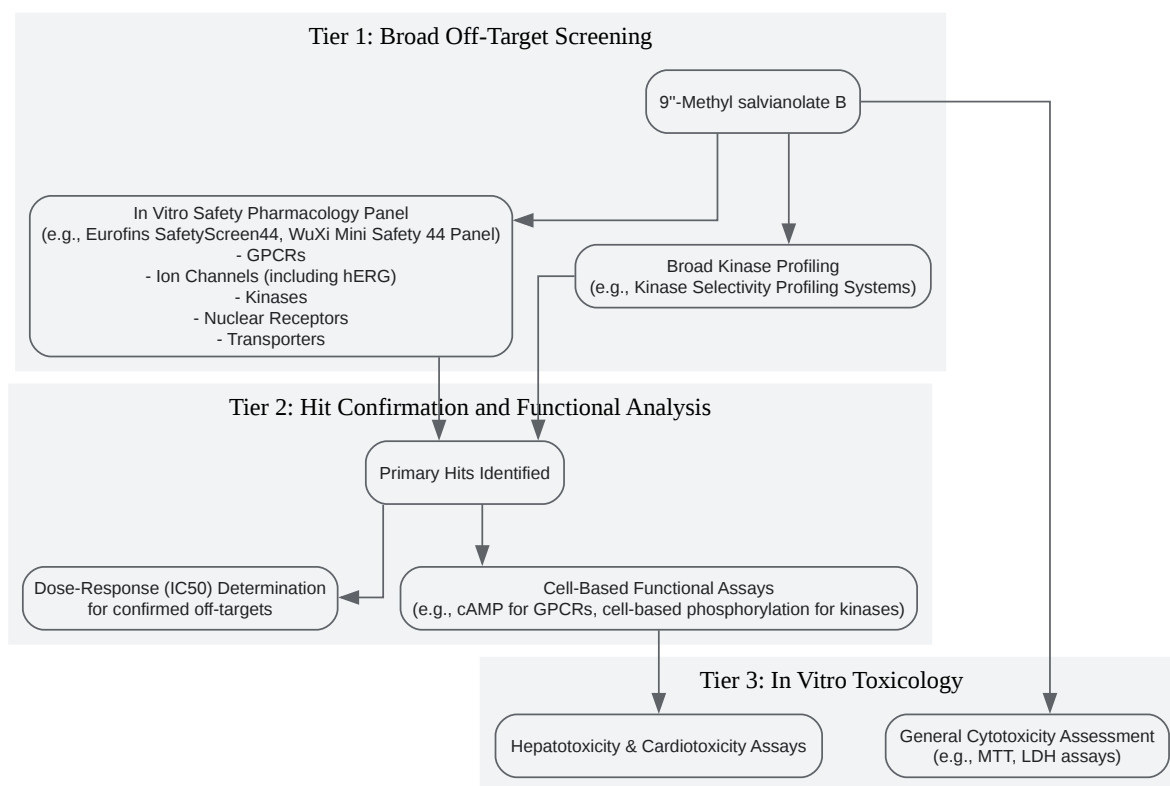 Tier 1: Broad Off-Target Screening
9"-Methyl salvianolate B
In Vitro Safety Pharmacology Panel
(e.g., Eurofins SafetyScreen44, WuXi Mini Safety 44 Panel)
- GPCRs
- Ion Channels (including hERG)
- Kinases
- Nuclear Receptors
- Transporters
Broad Kinase Profiling
(e.g., Kinase Selectivity Profiling Systems)
Tier 2: Hit Confirmation and Functional Analysis
Primary Hits Identified
Dose-Response (IC50) Determination
for confirmed off-targets
Cell-Based Functional Assays
(e.g., cAMP for GPCRs, cell-based phosphorylation for kinases)
Tier 3: In Vitro Toxicology
Hepatotoxicity & Cardiotoxicity Assays
General Cytotoxicity Assessment
(e.g., MTT, LDH assays)